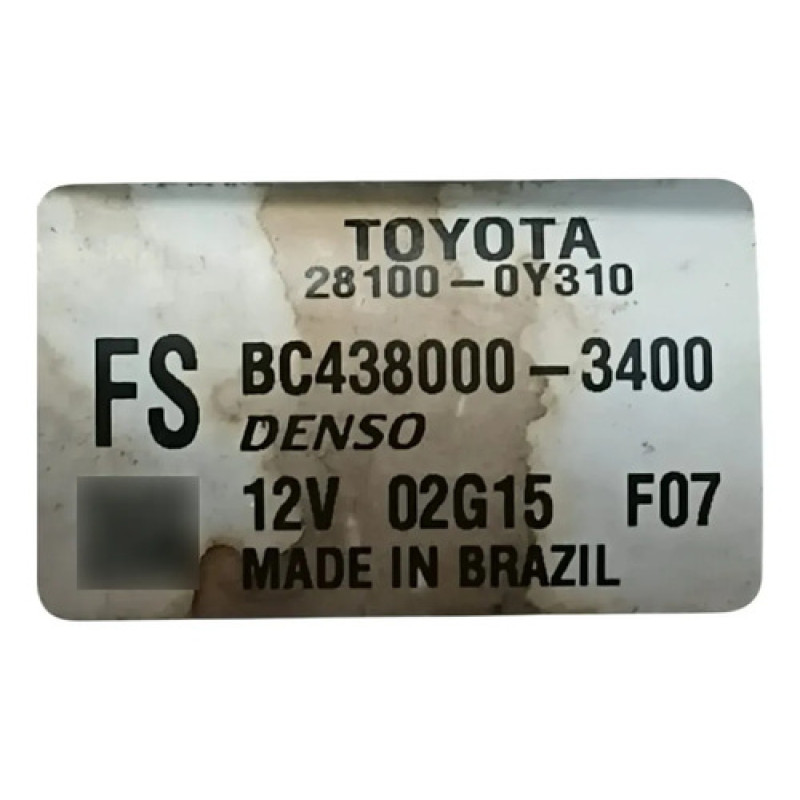 TOYOTA
28100-0Y310
FS BC438000-3400
DENSO
12V 02G15 F07
MADE IN BRAZIL